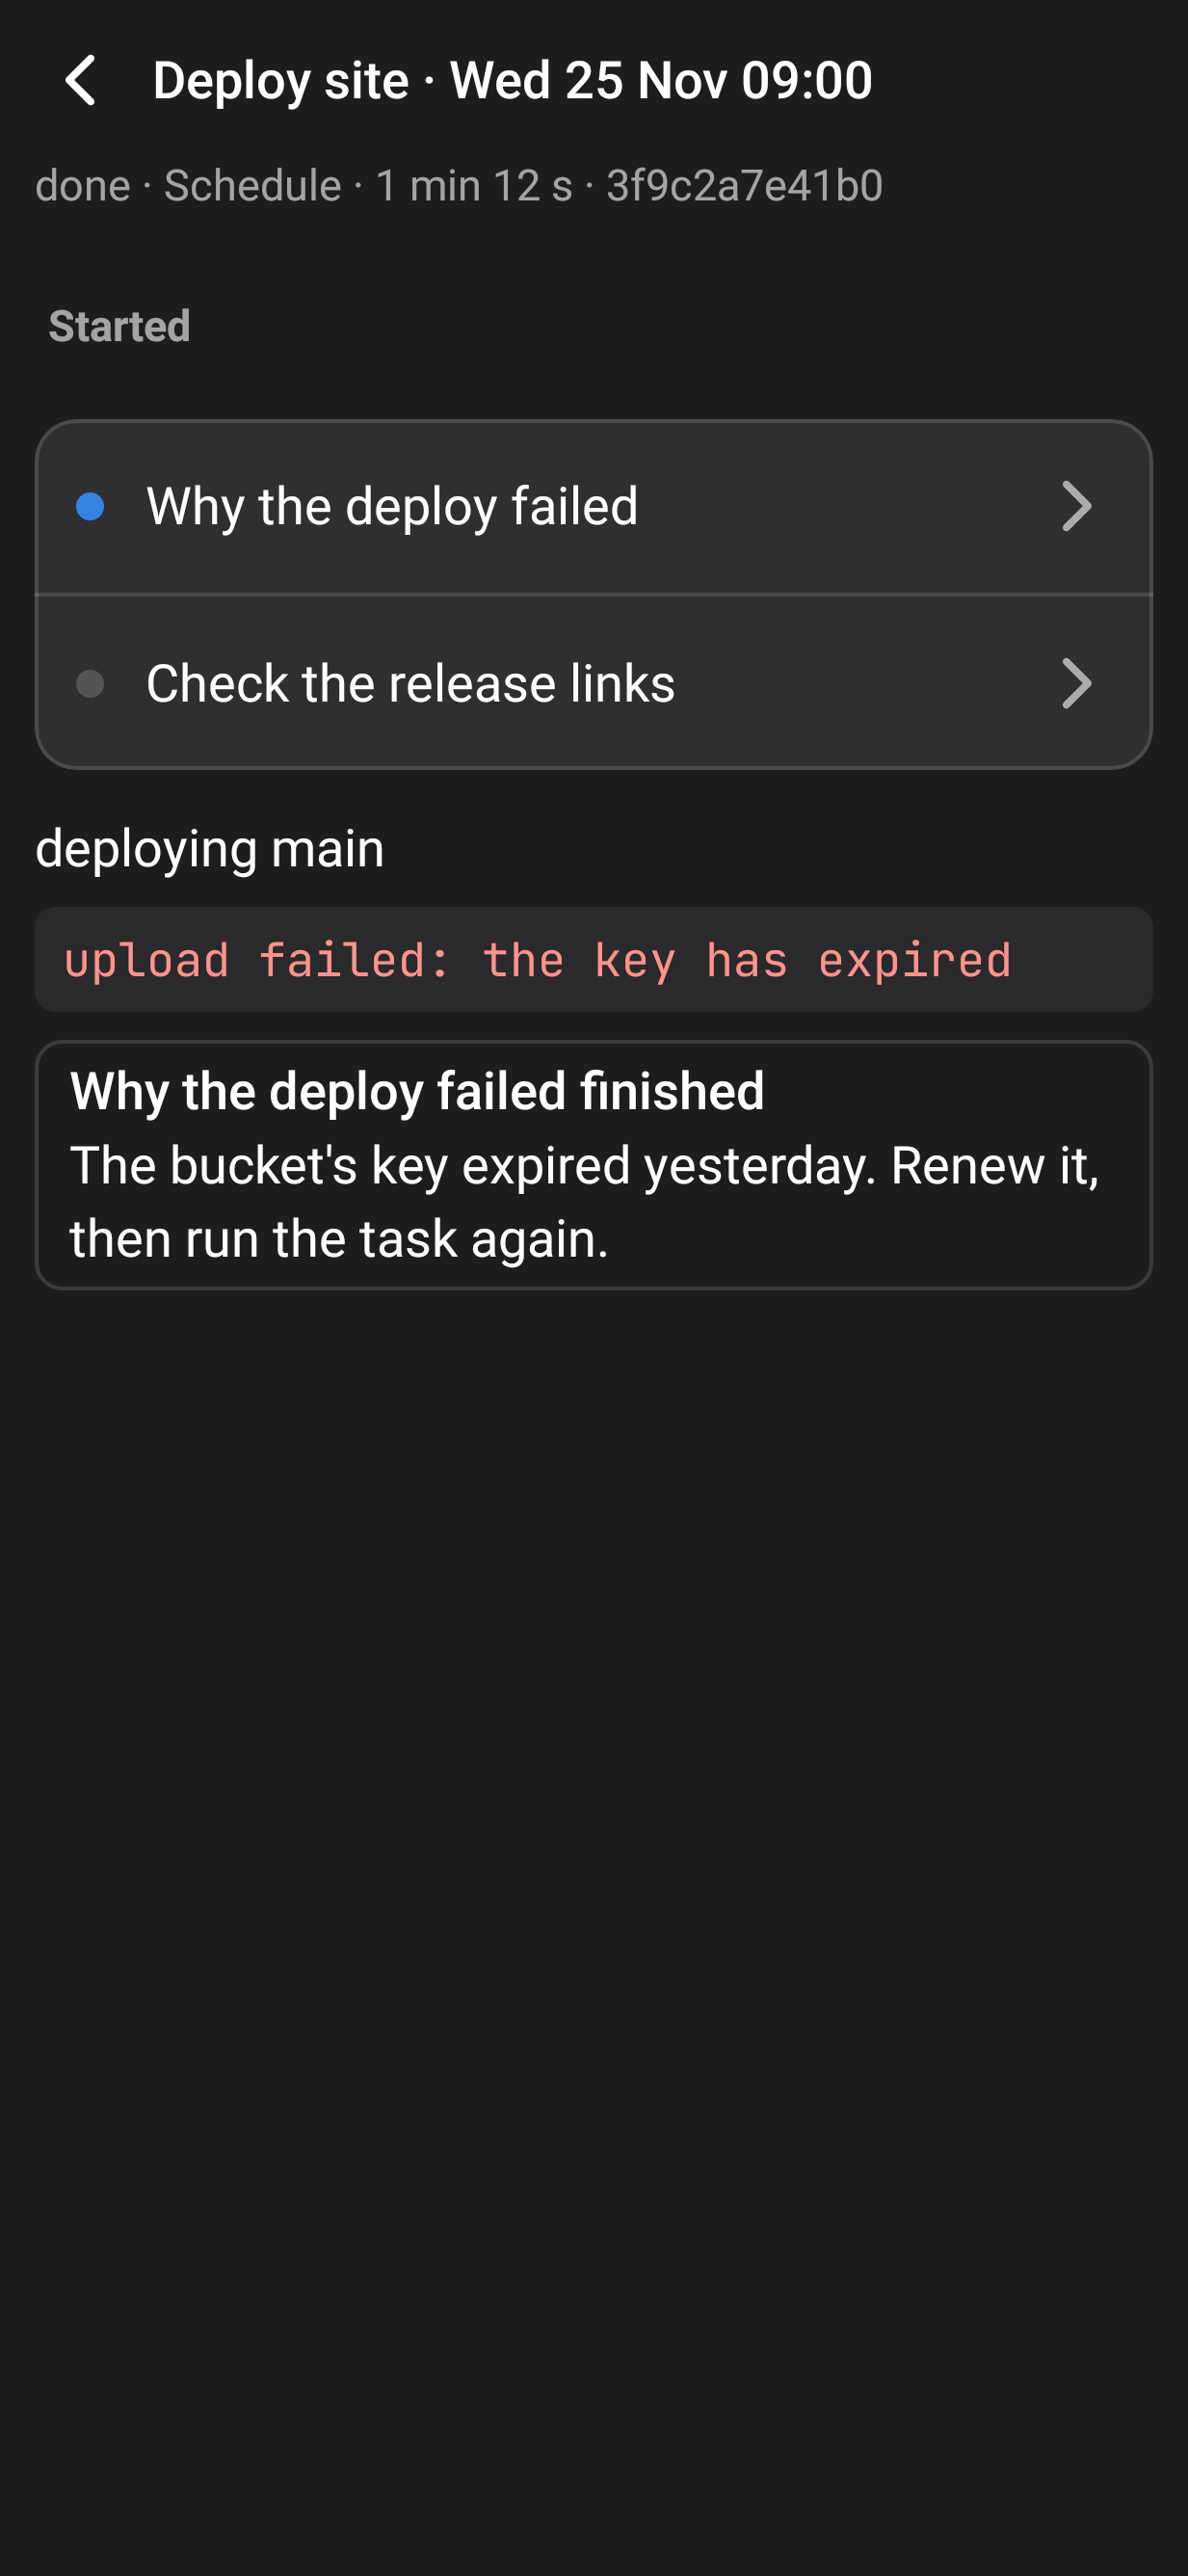 Deploy site · Wed 25 Nov 09:00
done · Schedule · 1 min 12 s · 3f9c2a7e41b0
Started
Why the deploy failed
Check the release links
deploying main
upload failed: the key has expired
Why the deploy failed finished
The bucket's key expired yesterday. Renew it,
then run the task again.